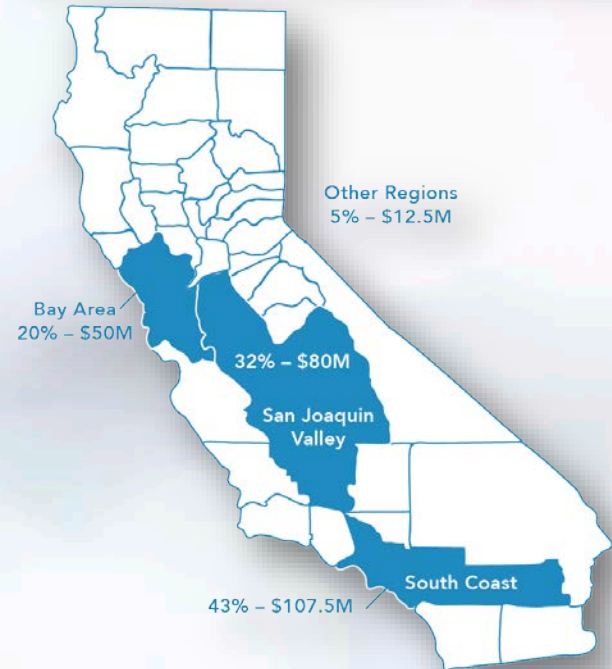 Other Regions
5% – $12.5M
Bay Area
20% – $50M
32% – $80M
San Joaquin
Valley
South Coast
43% – $107.5M